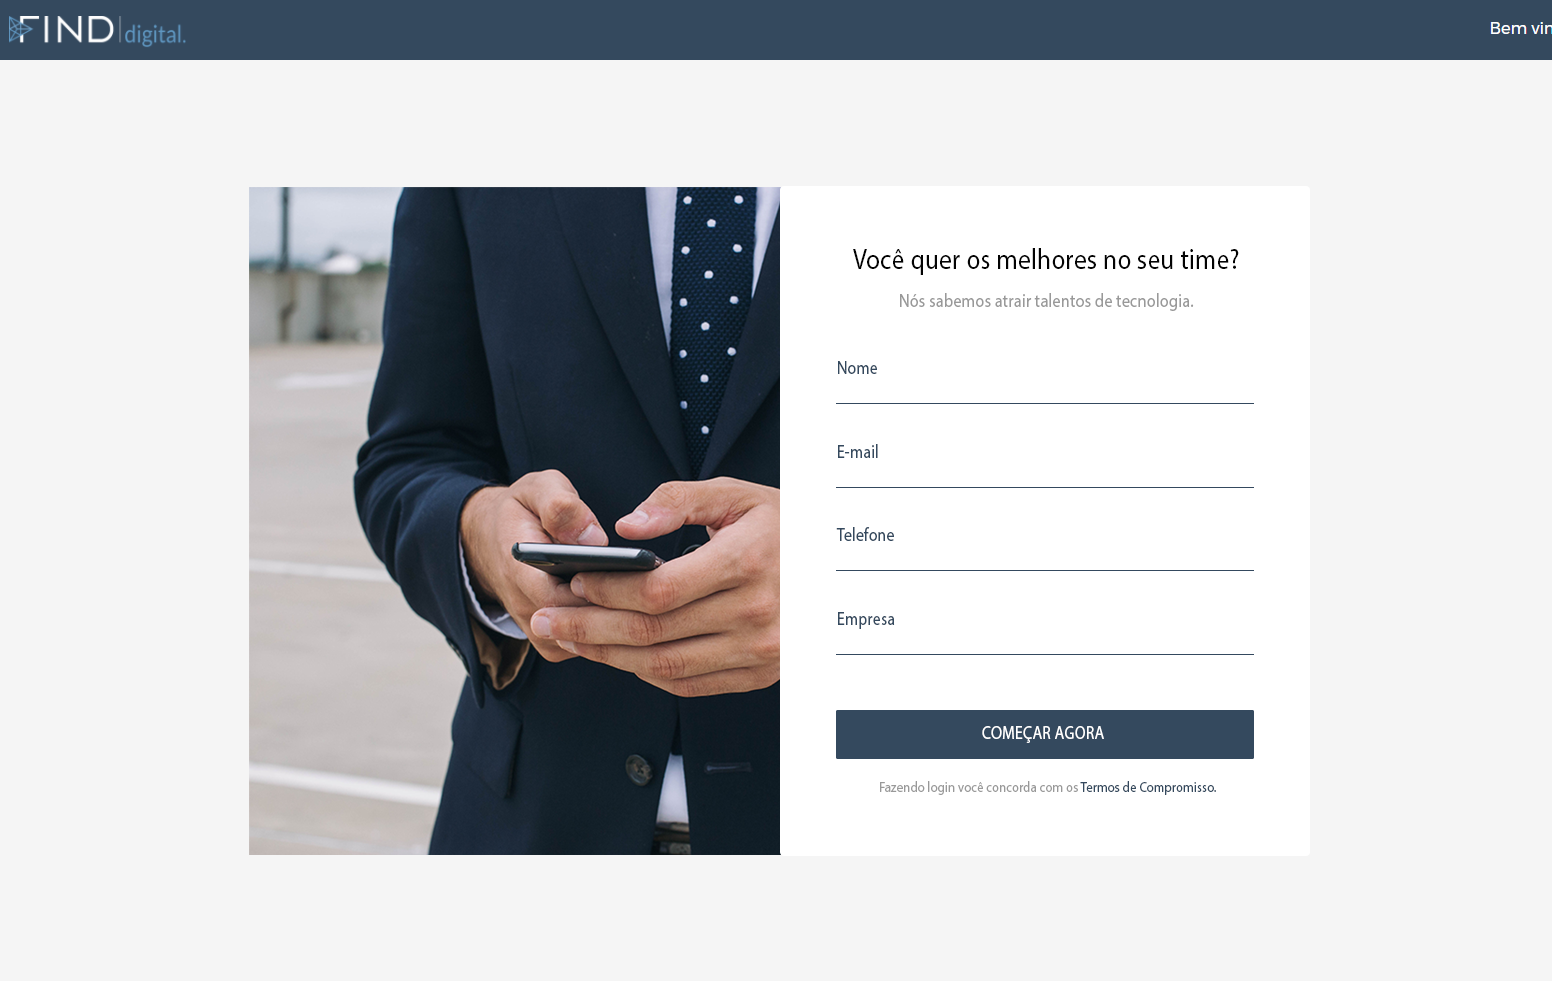 FIND digital.
Bem
Você quer os melhores no seu time?
Nós sabemos atrair talentos de tecnologia.
Nome
E-mail
Telefone
Empresa
COMEÇAR AGORA
Fazendo login você concorda com os Termos de Compromisso.